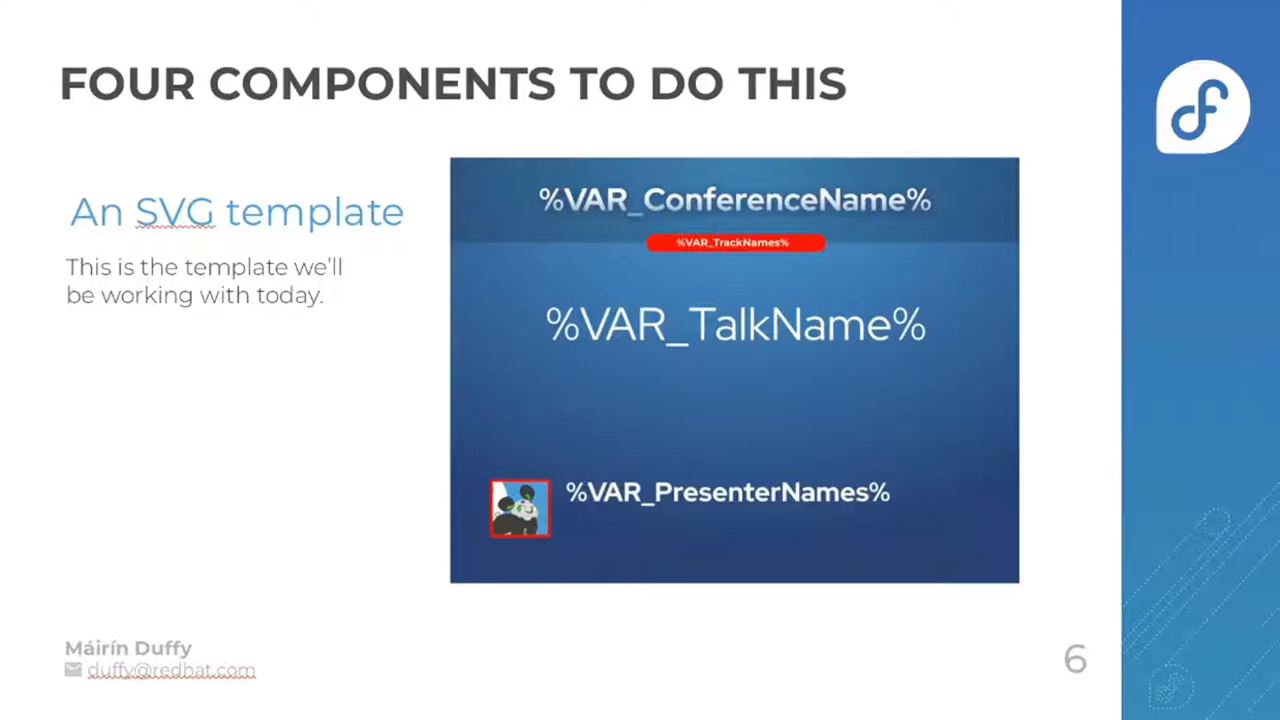 FOUR COMPONENTS TO DO THIS
An SVG template
This is the template we'll
be working with today.
%VAR_ConferenceName%
%VAR_TrackNames%
%VAR_TalkName%
%VAR_PresenterNames%
Máirín Duffy
duffy@redhat.com
6